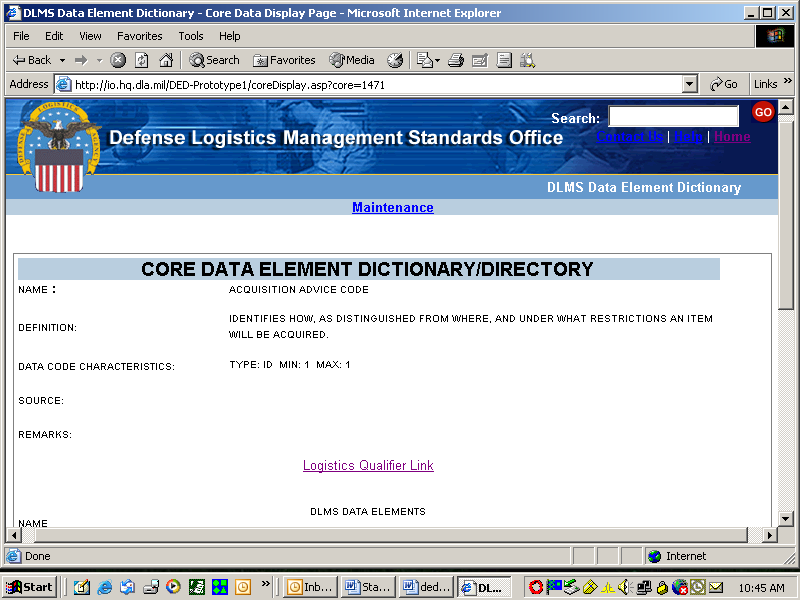 DLMS Data Element Dictionary - Core Data Display Page - Microsoft Internet Explorer
File Edit View Favorites Tools Help
Back Search Favorites Media
Address http://io.hq.dla.mil/DED-Prototype1/coreDisplay.asp?core=1471 Go Links »
Search: GO
Defense Logistics Management Standards Office
Contact Us | Help | Home
DLMS Data Element Dictionary
Maintenance
CORE DATA ELEMENT DICTIONARY/DIRECTORY
NAME : ACQUISITION ADVICE CODE
DEFINITION: IDENTIFIES HOW, AS DISTINGUISHED FROM WHERE, AND UNDER WHAT RESTRICTIONS AN ITEM
WILL BE ACQUIRED.
DATA CODE CHARACTERISTICS: TYPE: ID MIN: 1 MAX: 1
SOURCE:
REMARKS:
Logistics Qualifier Link
DLMS DATA ELEMENTS
NAME
Done Internet
Start » Inb... Sta... ded... DL... 10:45 AM